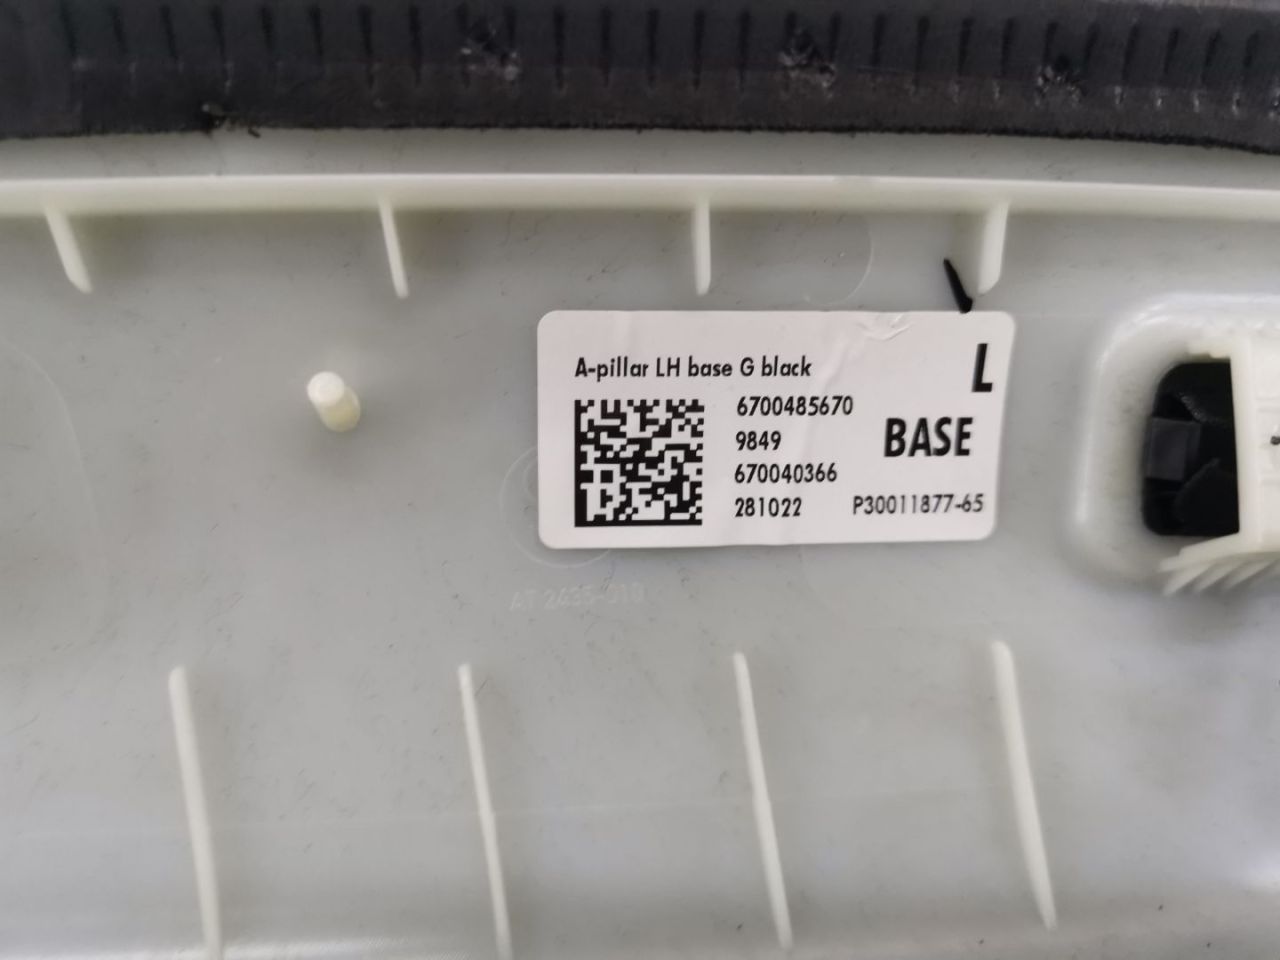 A-pillar LH base G black
L
6700485670
9849
BASE
670040366
281022
P30011877-65